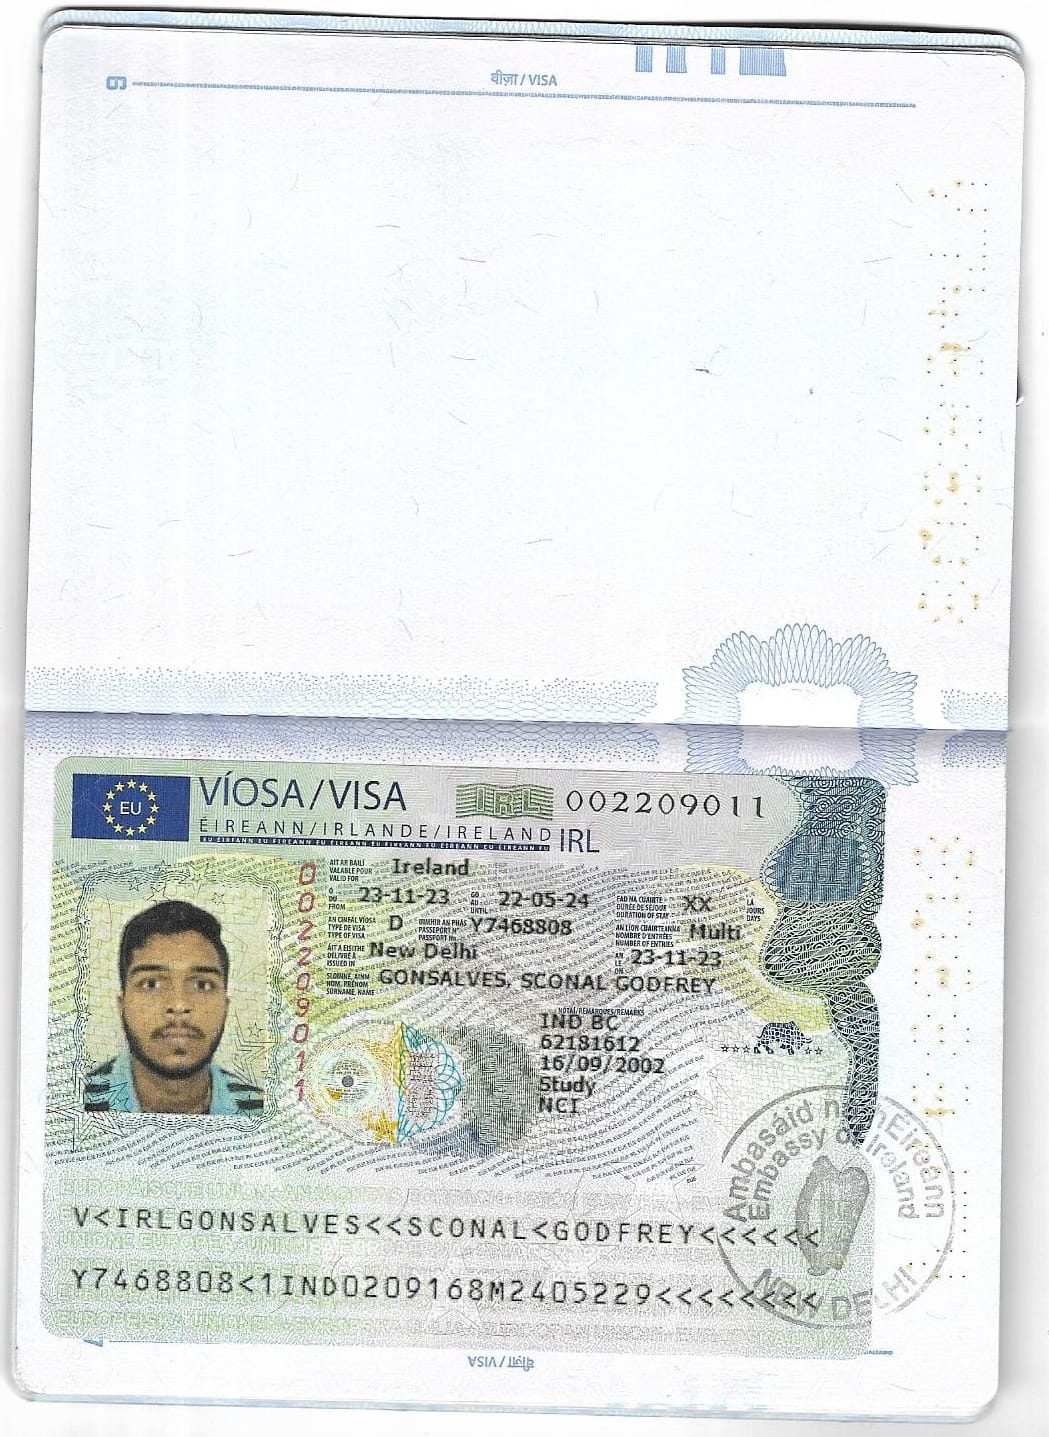 वीज़ा / VISA
6
EU
VÍOSA/VISA
IRL
002209011
ÉIREANN/IRLANDE/IRELAND IRL
002209011
AIT AR BAILÍ
VALABLE POUR
VALID FOR
Ireland
Ó
DU
FROM
23-11-23
GO
AU
UNTIL
22-05-24
FAD NA CUAIRTE
DURÉE DE SEJOUR
DURATION OF STAY
XX
LÁ
JOURS
DAYS
AN CINEÁL VÍOSA
TYPE DE VISA
TYPE OF VISA
D
PASSEPORT Nº
PASSPORT No.
Y7468808
AN LÍON CUAIRTEANNA
NOMBRE D'ENTRÉES
NUMBER OF ENTRIES
Multi
ÁIT A EISITHE
DÉLIVRÉ À
ISSUED IN
New Delhi
AN
LE
ON
23-11-23
SLOINNE, AINM
NOM, PRÉNOM
SURNAME, NAME
GONSALVES, SCONAL GODFREY
NÓTAÍ/REMARQUES/REMARKS
IND BC
62181612
16/09/2002
Study
NCI
Ambasáid na hÉireann
Embassy of Ireland
NEW DELHI
V<IRLGONSALVES<<SCONAL<GODFREY<<<<<<
Y7468808<1IND0209168M2405229<<<<<<<<
वीज़ा / VISA
7